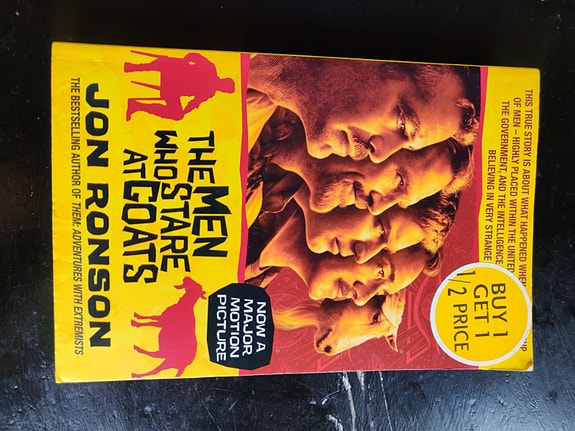 THIS TRUE STORY IS ABOUT WHAT HAPPENED WHEN
OF MEN – HIGHLY PLACED WITHIN THE UNITED
THE GOVERNMENT, AND THE INTELLIGENCE
BELIEVING IN VERY STRANGE
BUY 1
GET 1
1/2 PRICE
NOW A
MAJOR
MOTION
PICTURE
THE MEN
WHO STARE
AT GOATS
JON RONSON
THE BESTSELLING AUTHOR OF THEM: ADVENTURES WITH EXTREMISTS